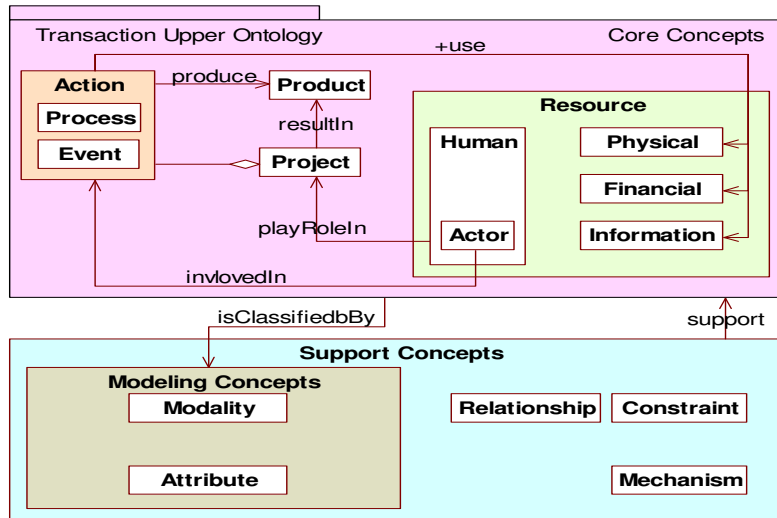 Transaction Upper Ontology
Core Concepts
+use
Action
produce
Product
Process
Event
resultIn
Project
Resource
Human
Physical
Financial
playRoleIn
Actor
Information
invlovedIn
isClassifiedbBy
support
Support Concepts
Modeling Concepts
Modality
Relationship
Constraint
Attribute
Mechanism